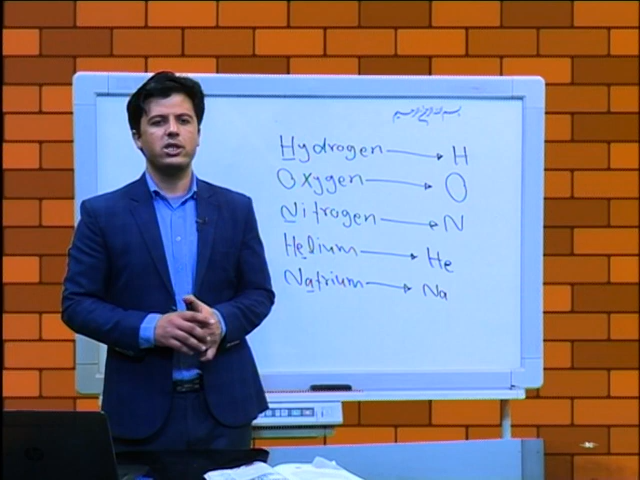 بسم الله الرحمن الرحیم
Hydrogen → H
Oxygen → O
Nitrogen → N
Helium → He
Natrium → Na